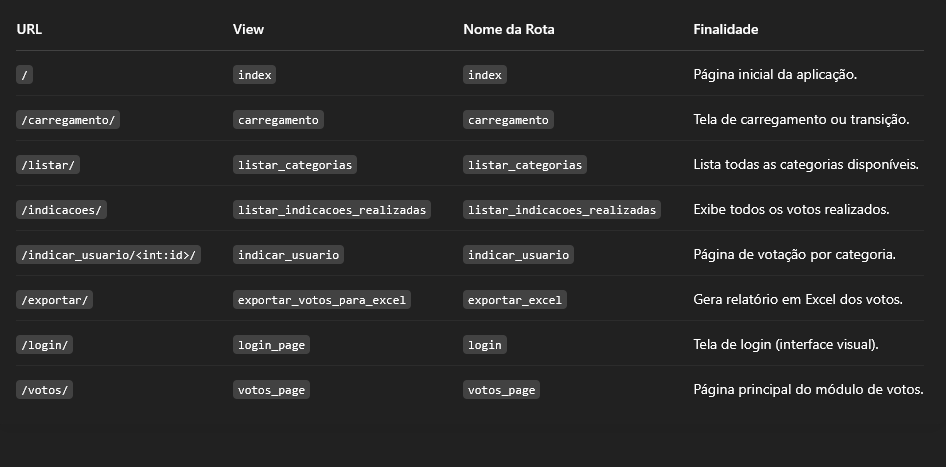 URL View Nome da Rota Finalidade
/ index index Página inicial da aplicação.
/carregamento/ carregamento carregamento Tela de carregamento ou transição.
/listar/ listar_categorias listar_categorias Lista todas as categorias disponíveis.
/indicacoes/ listar_indicacoes_realizadas listar_indicacoes_realizadas Exibe todos os votos realizados.
/indicar_usuario/<int:id>/ indicar_usuario indicar_usuario Página de votação por categoria.
/exportar/ exportar_votos_para_excel exportar_excel Gera relatório em Excel dos votos.
/login/ login_page login Tela de login (interface visual).
/votos/ votos_page votos_page Página principal do módulo de votos.